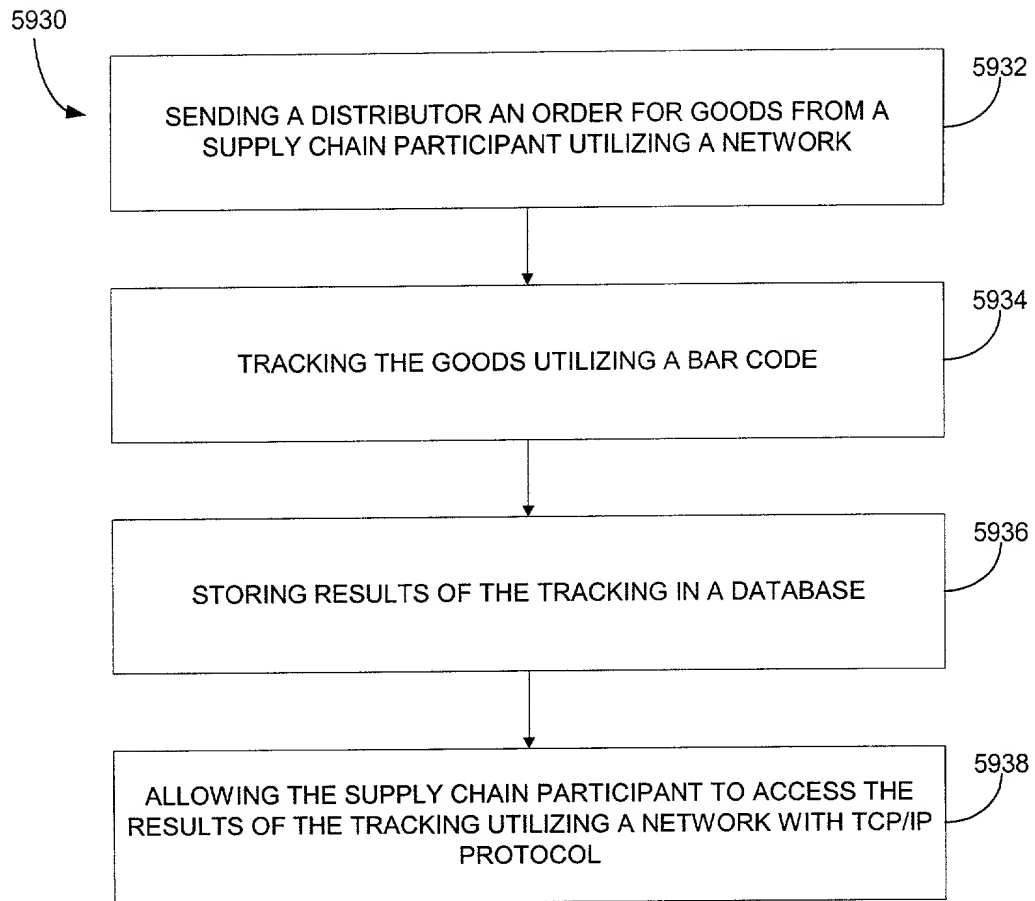 5930
5932
SENDING A DISTRIBUTOR AN ORDER FOR GOODS FROM A
SUPPLY CHAIN PARTICIPANT UTILIZING A NETWORK
5934
TRACKING THE GOODS UTILIZING A BAR CODE
5936
STORING RESULTS OF THE TRACKING IN A DATABASE
5938
ALLOWING THE SUPPLY CHAIN PARTICIPANT TO ACCESS THE
RESULTS OF THE TRACKING UTILIZING A NETWORK WITH TCP/IP
PROTOCOL